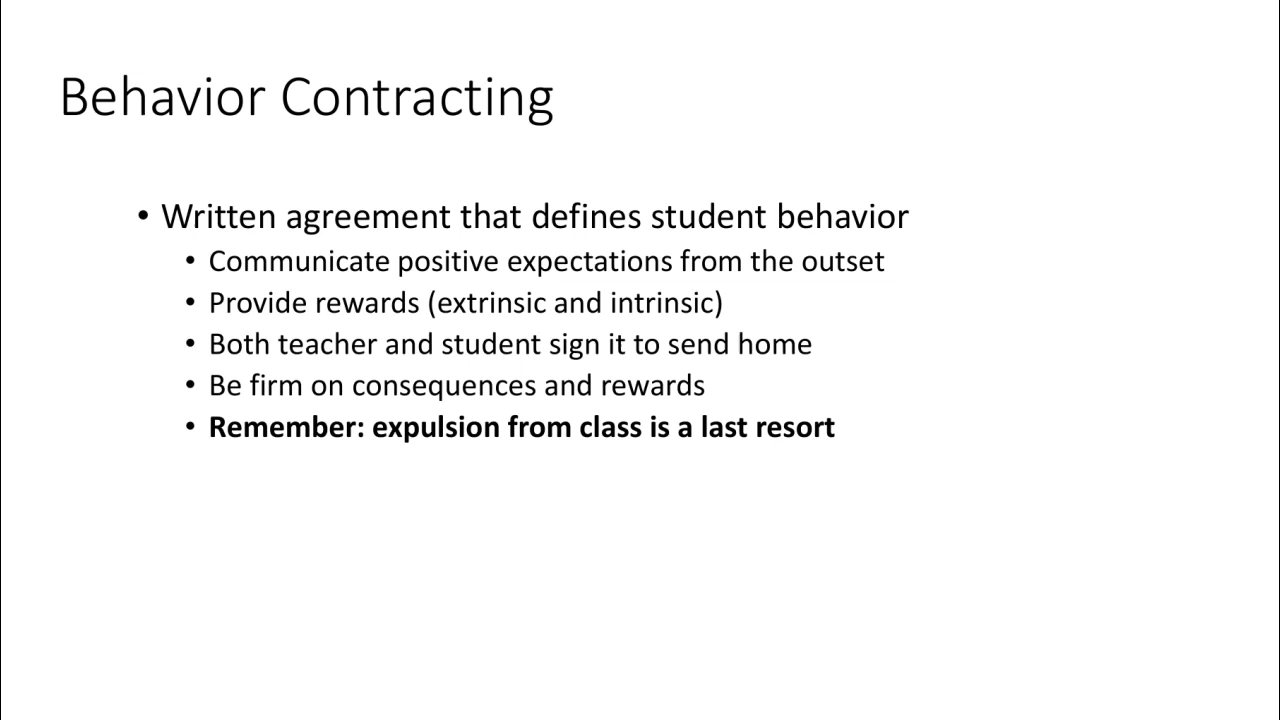 Behavior Contracting
• Written agreement that defines student behavior
• Communicate positive expectations from the outset
• Provide rewards (extrinsic and intrinsic)
• Both teacher and student sign it to send home
• Be firm on consequences and rewards
• Remember: expulsion from class is a last resort